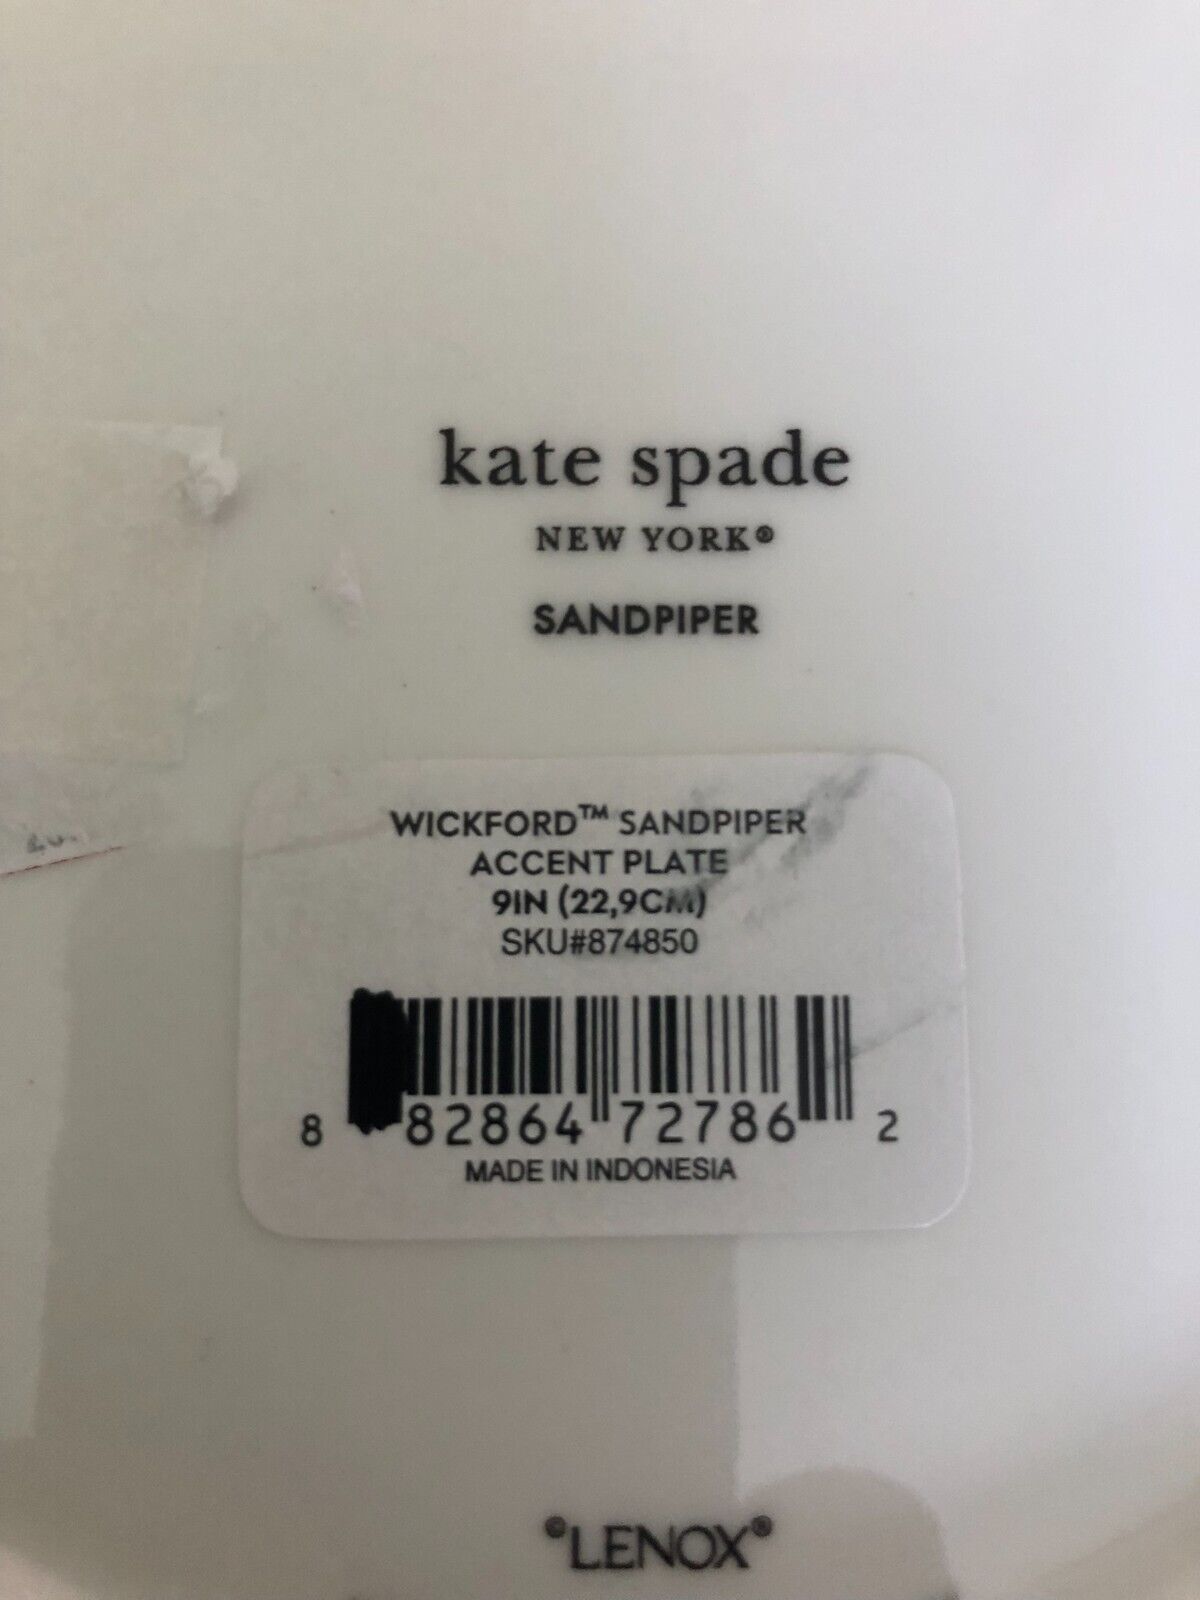 kate spade
NEW YORK®
SANDPIPER
WICKFORD™ SANDPIPER
ACCENT PLATE
9IN (22,9CM)
SKU#874850
8 82864 72786 2
MADE IN INDONESIA
©LENOX®